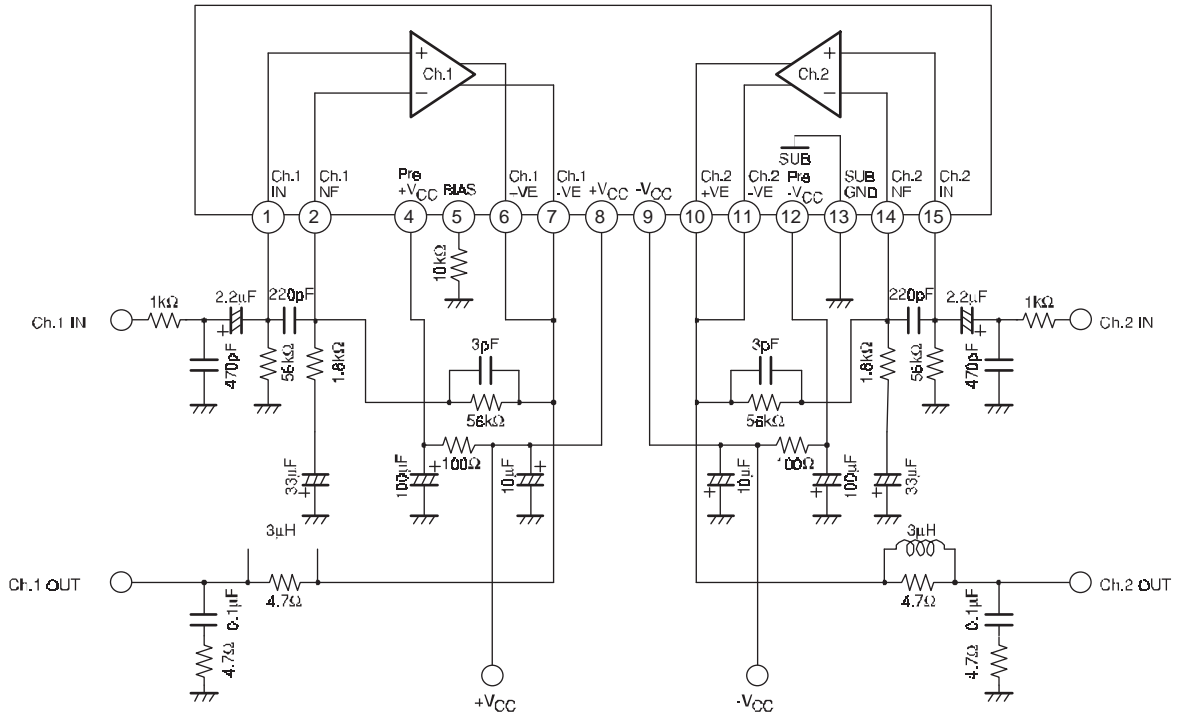 +
Ch.1
−
+
Ch.2
−
SUB
Ch.1
IN
Ch.1
NF
Pre
+VCC
BIAS
Ch.1
−VE
Ch.1
-VE
+VCC
-VCC
Ch.2
+VE
Ch.2
-VE
Pre
-VCC
SUB
GND
Ch.2
NF
Ch.2
IN
1
2
4
5
6
7
8
9
10
11
12
13
14
15
10kΩ
Ch.1 IN
1kΩ
2.2µF
+
220pF
470pF
56kΩ
1.8kΩ
3pF
56kΩ
100Ω
33µF
+
100µF
+
10µF
+
3pF
56kΩ
100Ω
10µF
+
100µF
+
33µF
+
1.8kΩ
220pF
56kΩ
2.2µF
+
470pF
1kΩ
Ch.2 IN
3µH
4.7Ω
Ch.1 OUT
0.1µF
4.7Ω
3µH
4.7Ω
Ch.2 OUT
0.1µF
4.7Ω
+VCC
-VCC